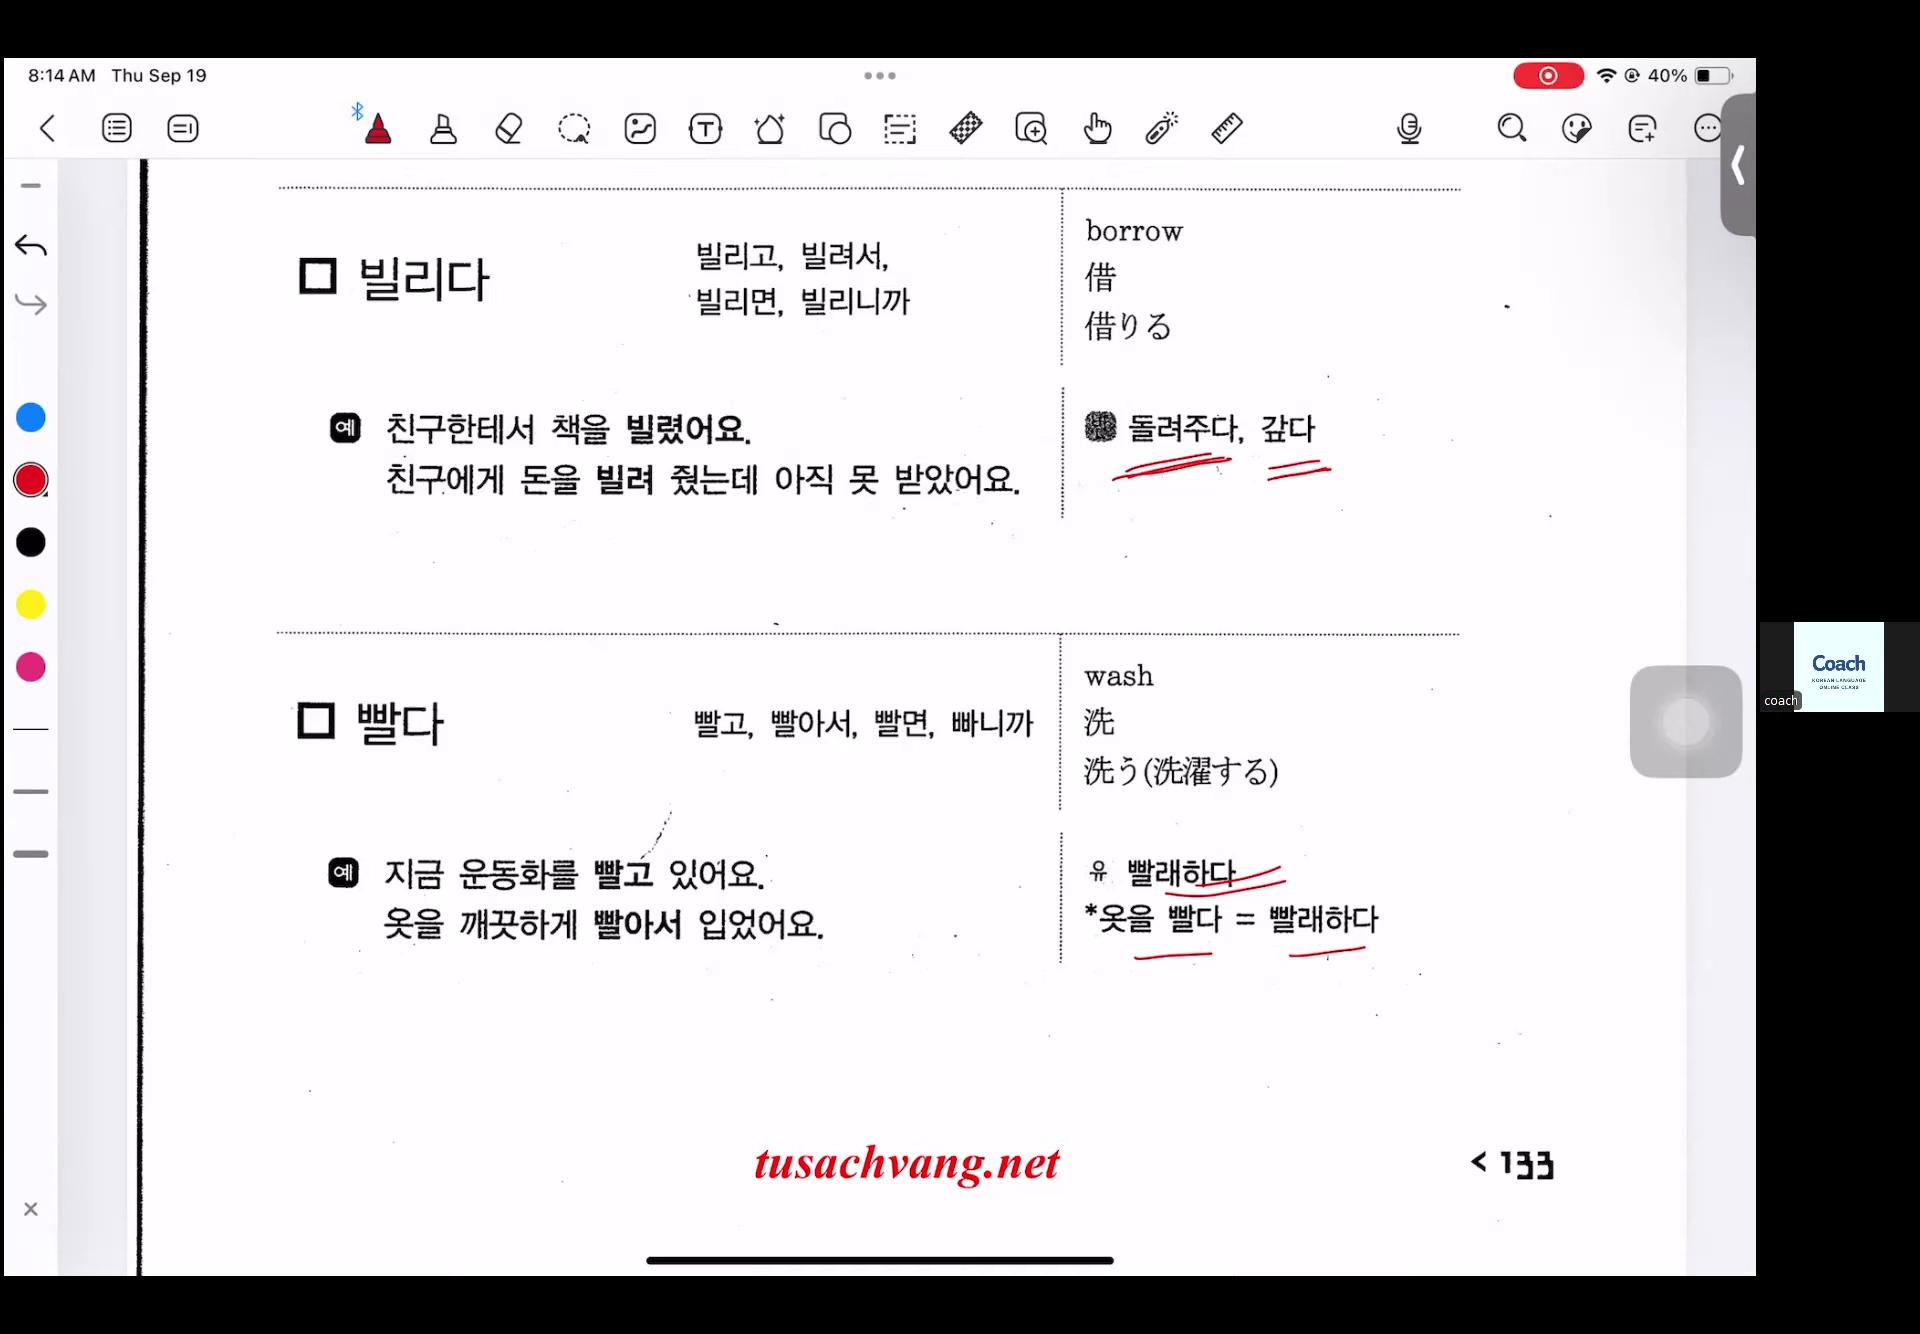 8:14 AM Thu Sep 19
40%
빌리다
빌리고, 빌려서,
빌리면, 빌리니까
borrow
借
借りる
예 친구한테서 책을 빌렸어요.
친구에게 돈을 빌려 줬는데 아직 못 받았어요.
돌려주다, 갚다
빨다
빨고, 빨아서, 빨면, 빠니까
wash
洗
洗う(洗濯する)
예 지금 운동화를 빨고 있어요.
옷을 깨끗하게 빨아서 입었어요.
유 빨래하다
*옷을 빨다 = 빨래하다
Coach
KOREAN LANGUAGE
ONLINE CLASS
coach
tusachvang.net
< 133